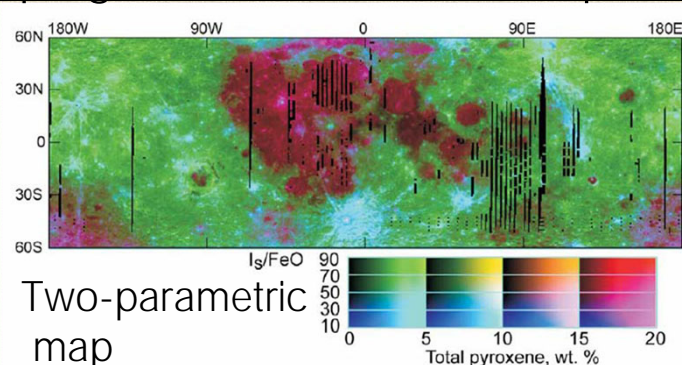 180W 90W 0 90E 180E
60N
30N
0
30S
60S
Is/FeO
Two-parametric
map
90
70
50
30
10
0 5 10 15 20
Total pyroxene, wt. %